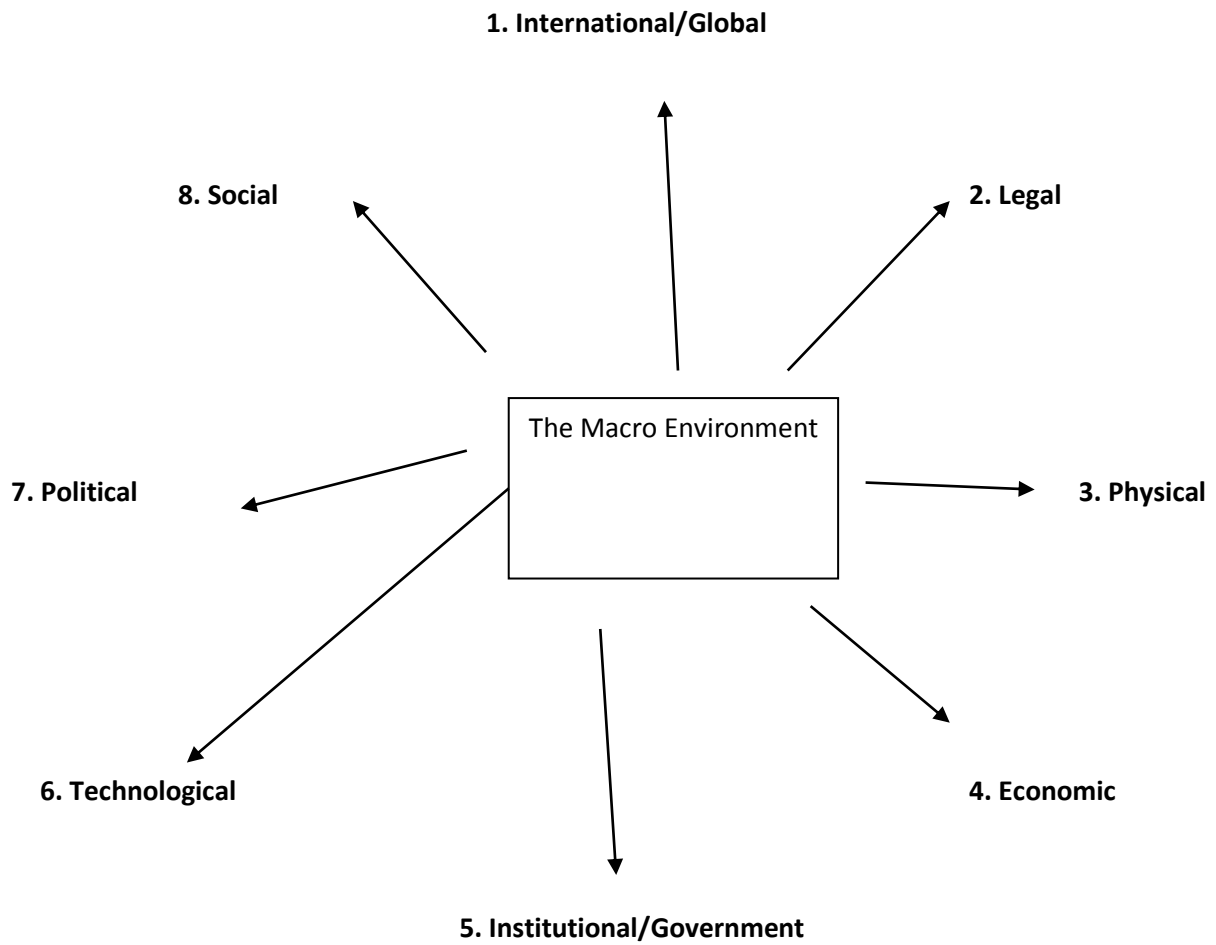 1. International/Global
8. Social
2. Legal
The Macro Environment
7. Political
3. Physical
6. Technological
4. Economic
5. Institutional/Government